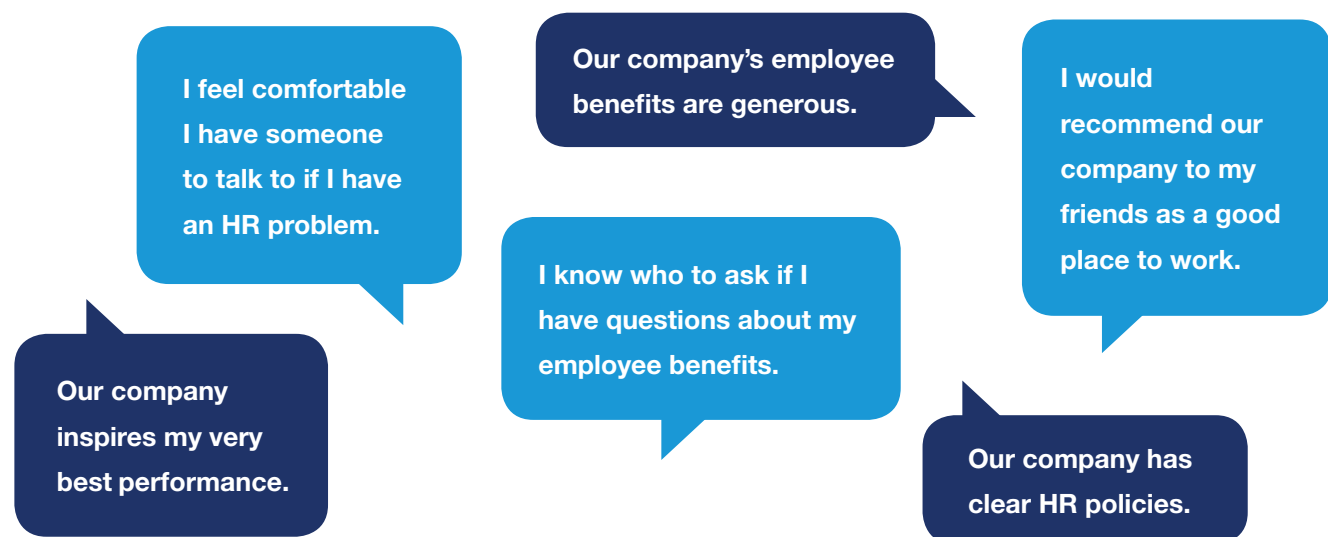 I feel comfortable
I have someone
to talk to if I have
an HR problem.
Our company’s employee
benefits are generous.
I would
recommend our
company to my
friends as a good
place to work.
I know who to ask if I
have questions about my
employee benefits.
Our company
inspires my very
best performance.
Our company has
clear HR policies.